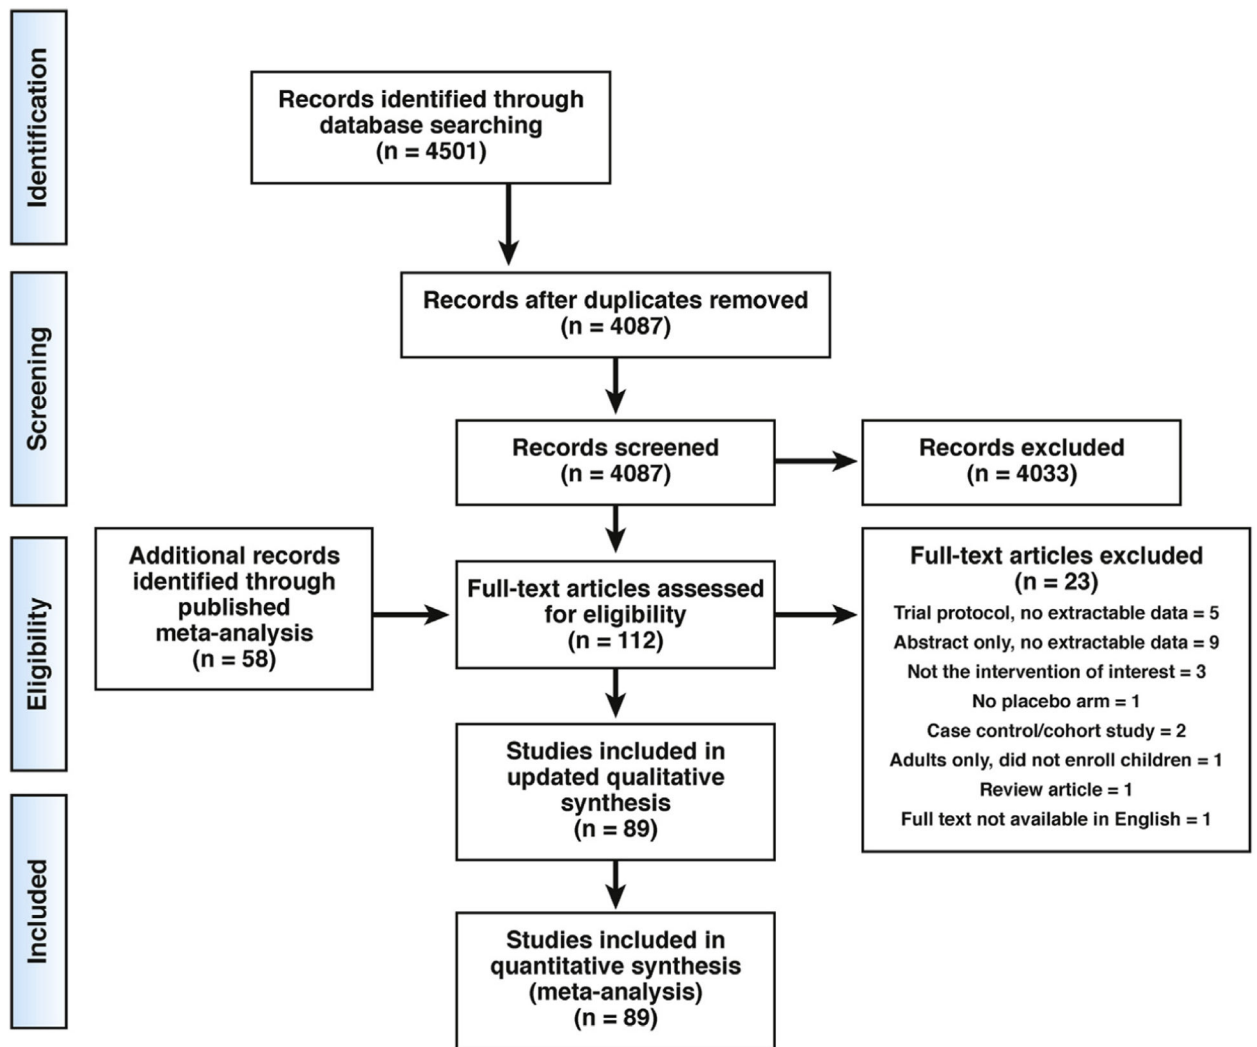 Identification
Records identified through
database searching
(n = 4501)
Screening
Records after duplicates removed
(n = 4087)
Records screened
(n = 4087)
Records excluded
(n = 4033)
Eligibility
Additional records
identified through
published
meta-analysis
(n = 58)
Full-text articles assessed
for eligibility
(n = 112)
Full-text articles excluded
(n = 23)
Trial protocol, no extractable data = 5
Abstract only, no extractable data = 9
Not the intervention of interest = 3
No placebo arm = 1
Case control/cohort study = 2
Adults only, did not enroll children = 1
Review article = 1
Full text not available in English = 1
Studies included in
updated qualitative
synthesis
(n = 89)
Included
Studies included in
quantitative synthesis
(meta-analysis)
(n = 89)